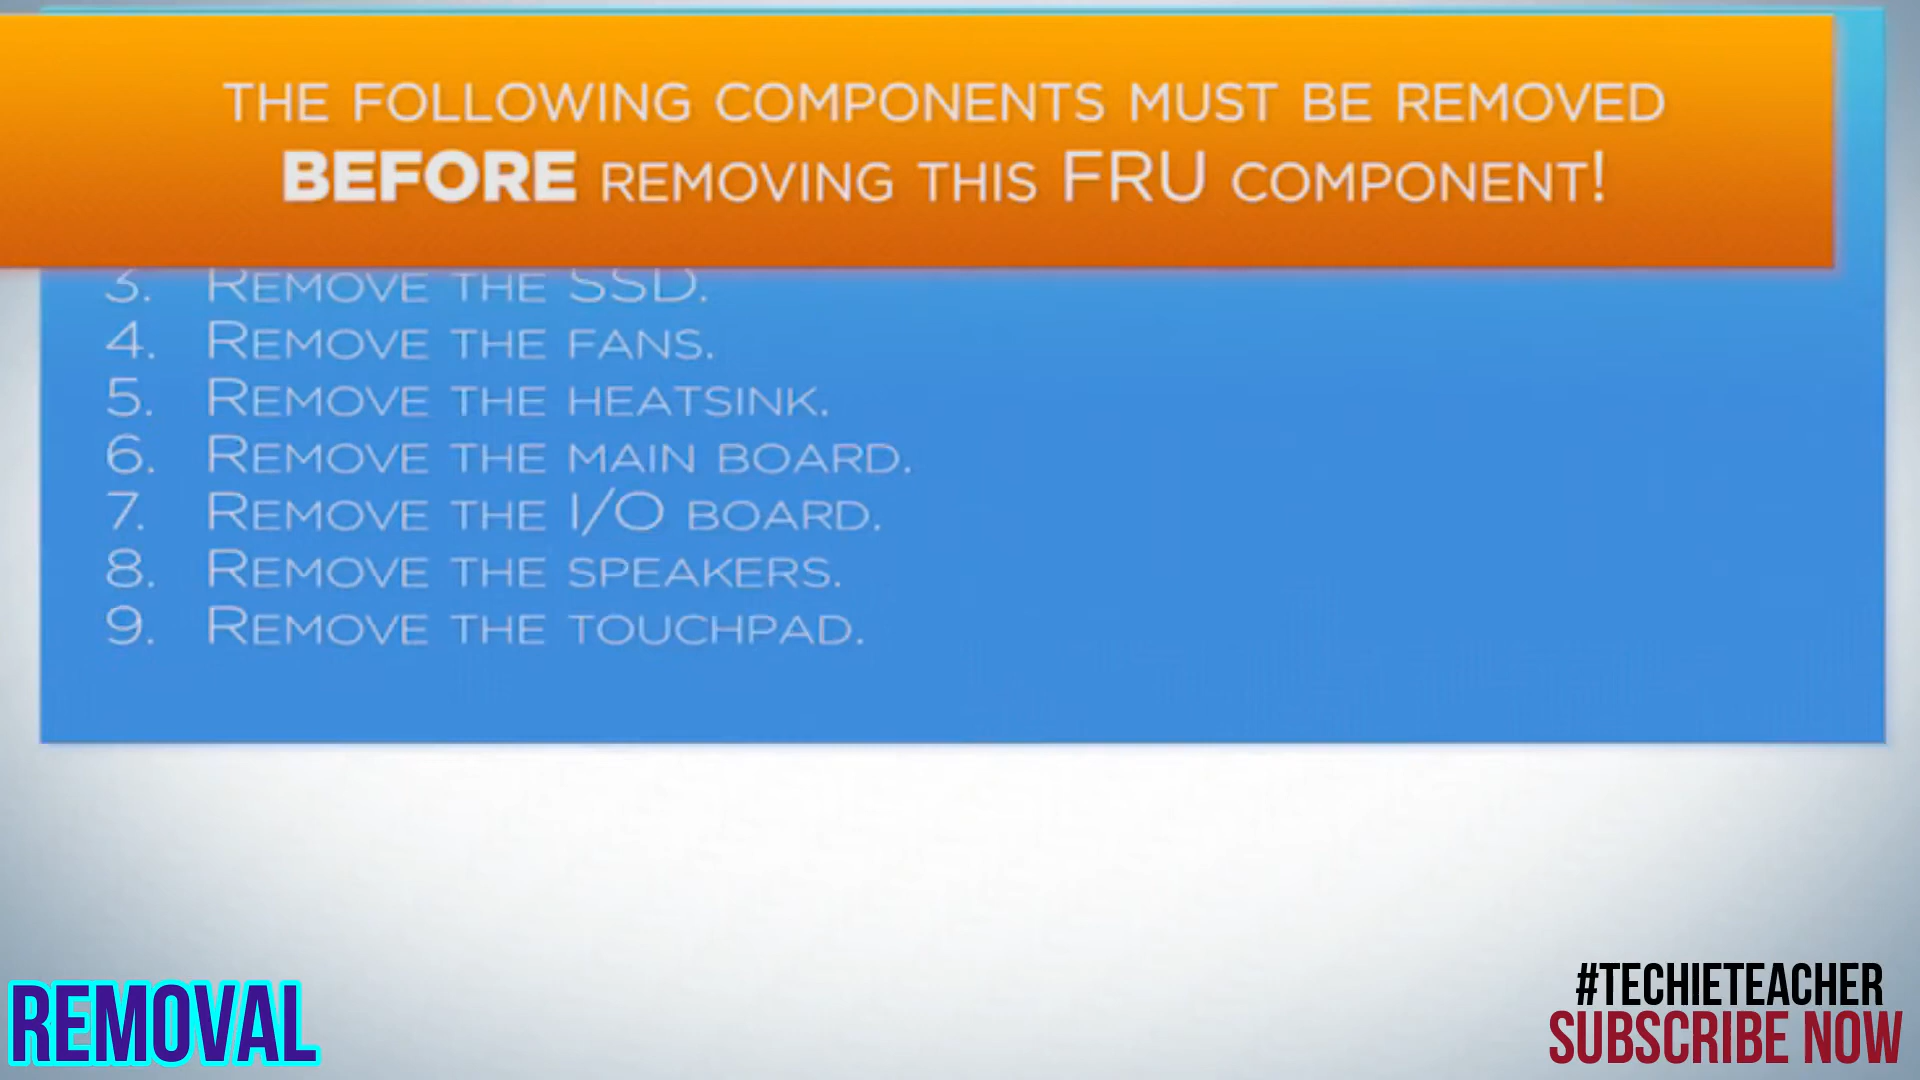 THE FOLLOWING COMPONENTS MUST BE REMOVED
BEFORE REMOVING THIS FRU COMPONENT!
3. REMOVE THE SSD.
4. REMOVE THE FANS.
5. REMOVE THE HEATSINK.
6. REMOVE THE MAIN BOARD.
7. REMOVE THE I/O BOARD.
8. REMOVE THE SPEAKERS.
9. REMOVE THE TOUCHPAD.
REMOVAL
#TECHIETEACHER
SUBSCRIBE NOW